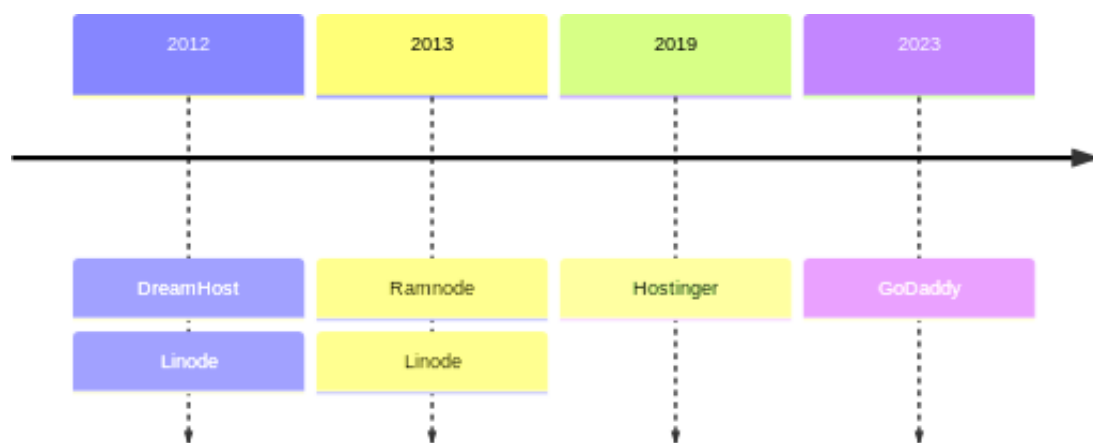 2012
2013
2019
2023
DreamHost
Ramnode
Hostinger
GoDaddy
Linode
Linode